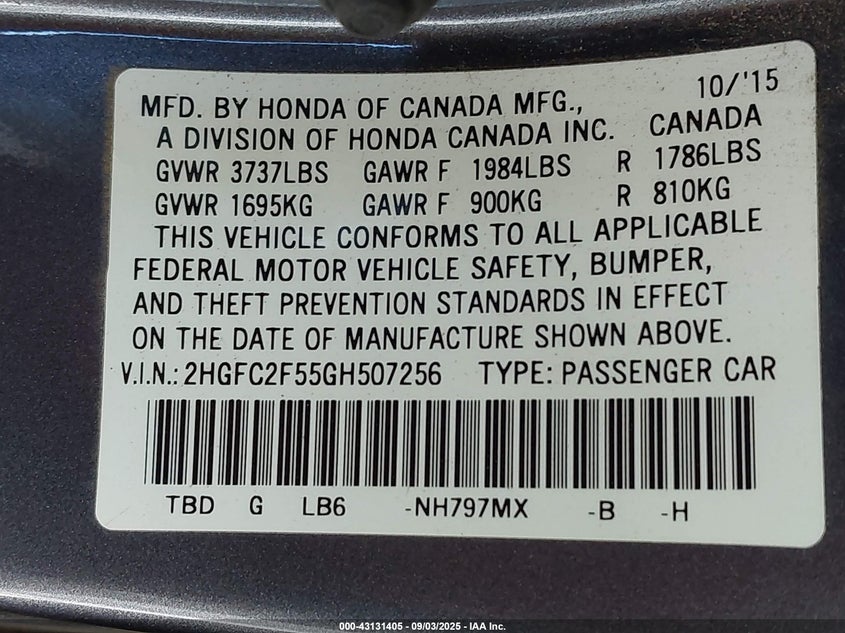 10/'15
MFD. BY HONDA OF CANADA MFG.,
A DIVISION OF HONDA CANADA INC. CANADA
GVWR 3737LBS GAWR F 1984LBS R 1786LBS
GVWR 1695KG GAWR F 900KG R 810KG
THIS VEHICLE CONFORMS TO ALL APPLICABLE
FEDERAL MOTOR VEHICLE SAFETY, BUMPER,
AND THEFT PREVENTION STANDARDS IN EFFECT
ON THE DATE OF MANUFACTURE SHOWN ABOVE.
V.I.N.: 2HGFC2F55GH507256 TYPE: PASSENGER CAR
TBD G LB6 -NH797MX -B -H
000-43131405 - 09/03/2025 - IAA Inc.